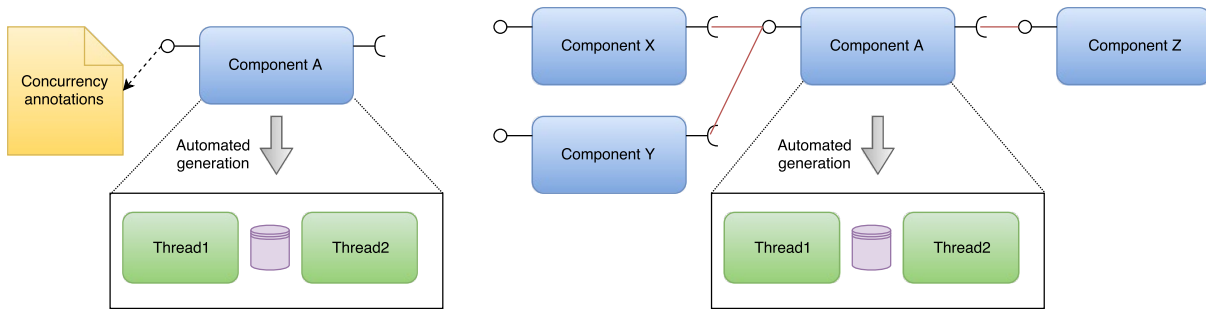 Concurrency
annotations
Component A
Automated
generation
Thread1
Thread2
Component X
Component A
Component Z
Component Y
Automated
generation
Thread1
Thread2